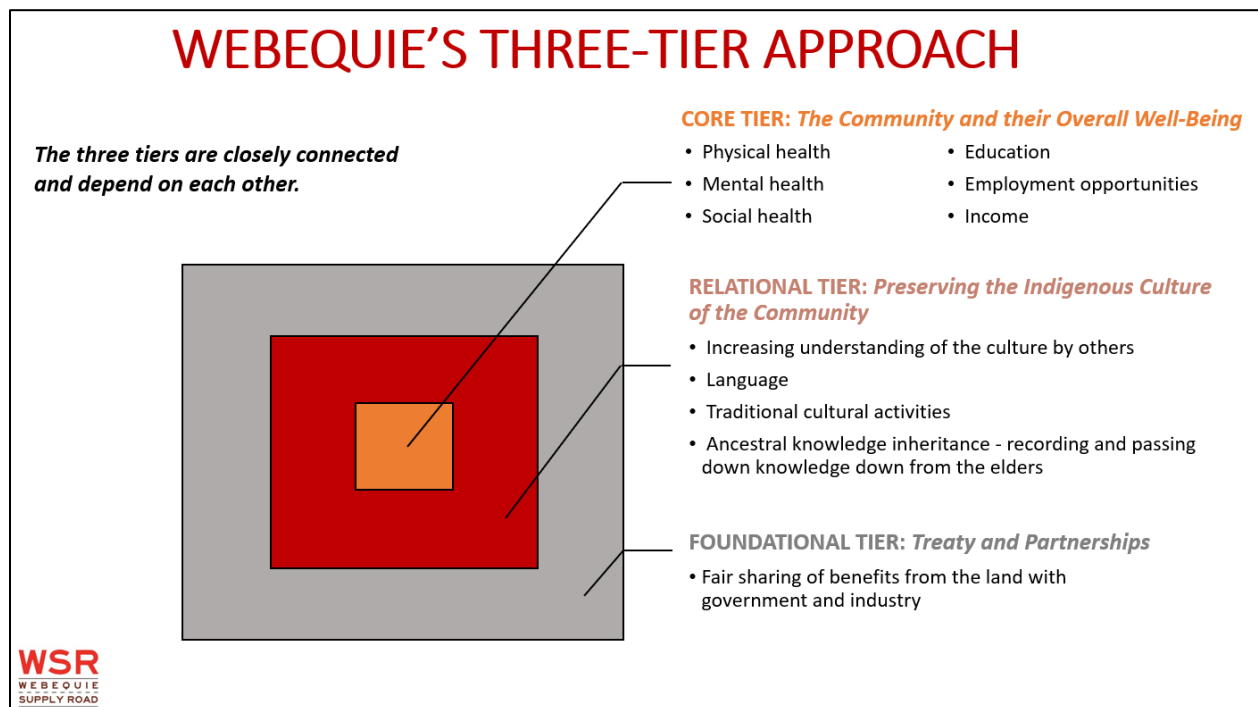 WEBEQUIE'S THREE-TIER APPROACH
The three tiers are closely connected
and depend on each other.
CORE TIER: The Community and their Overall Well-Being
• Physical health
• Mental health
• Social health
• Education
• Employment opportunities
• Income
RELATIONAL TIER: Preserving the Indigenous Culture
of the Community
• Increasing understanding of the culture by others
• Language
• Traditional cultural activities
• Ancestral knowledge inheritance - recording and passing
down knowledge down from the elders
FOUNDATIONAL TIER: Treaty and Partnerships
• Fair sharing of benefits from the land with
government and industry
WSR
WEBEQUIE
SUPPLY ROAD